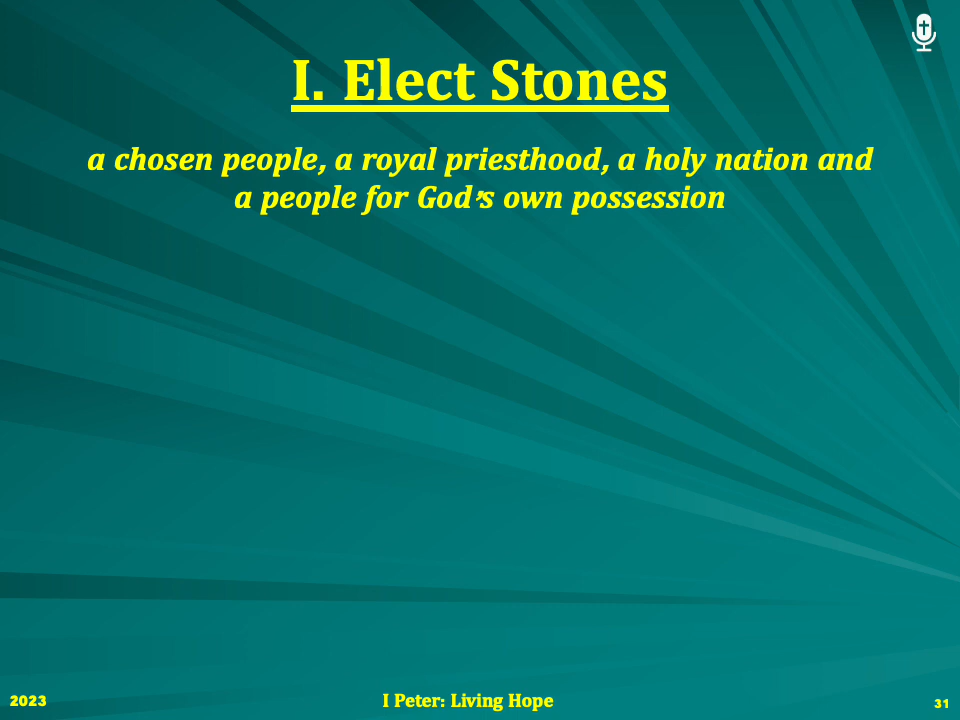 I. Elect Stones
a chosen people, a royal priesthood, a holy nation and
a people for God's own possession
2023
I Peter: Living Hope
31